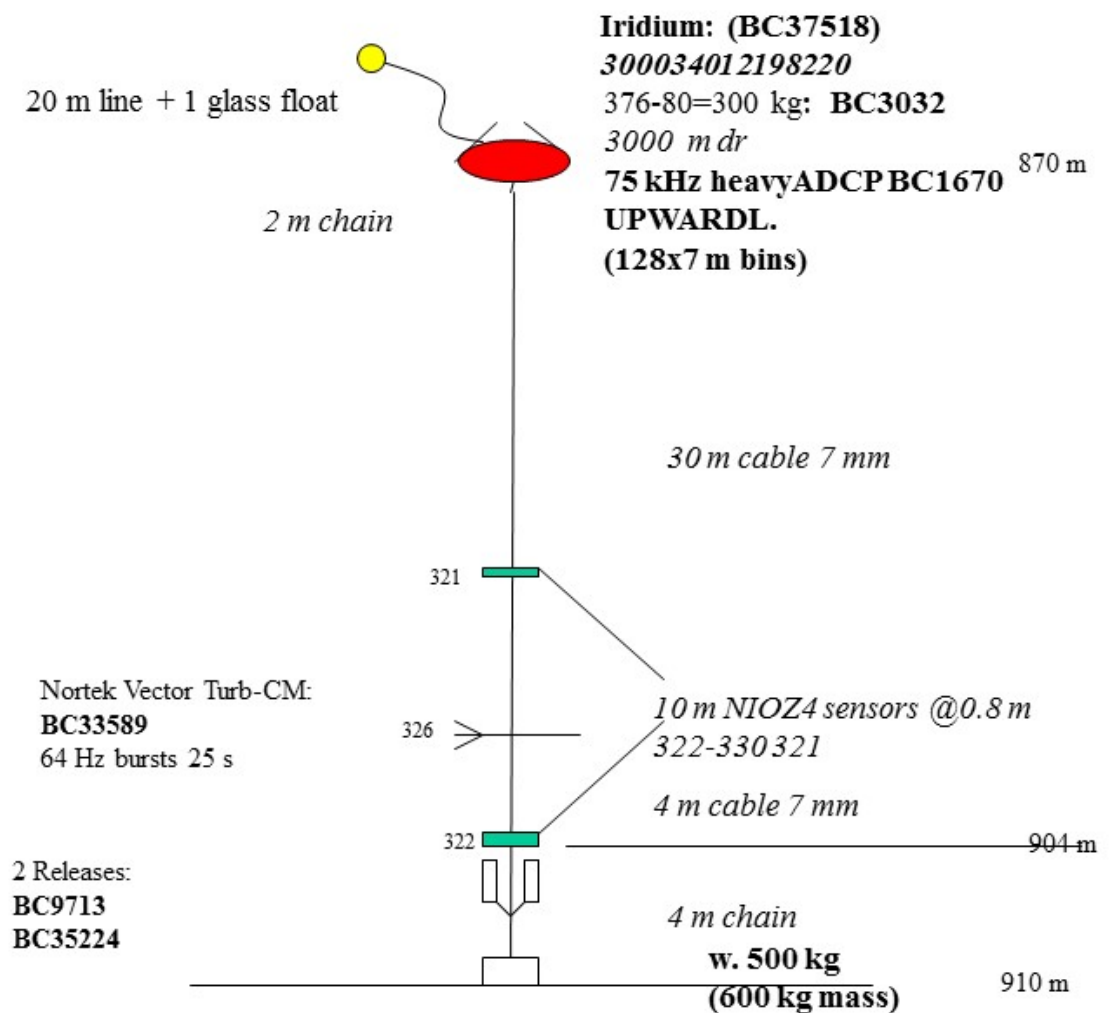 Iridium: (BC37518)
300034012198220
376-80=300 kg: BC3032
3000 m dr
75 kHz heavyADCP BC1670
UPWARDL.
(128x7 m bins)
20 m line + 1 glass float
870 m
2 m chain
30 m cable 7 mm
321
Nortek Vector Turb-CM:
BC33589
64 Hz bursts 25 s
326
10 m NIOZ4 sensors @0.8 m
322-330 321
4 m cable 7 mm
322
904 m
2 Releases:
BC9713
BC35224
4 m chain
w. 500 kg
(600 kg mass)
910 m